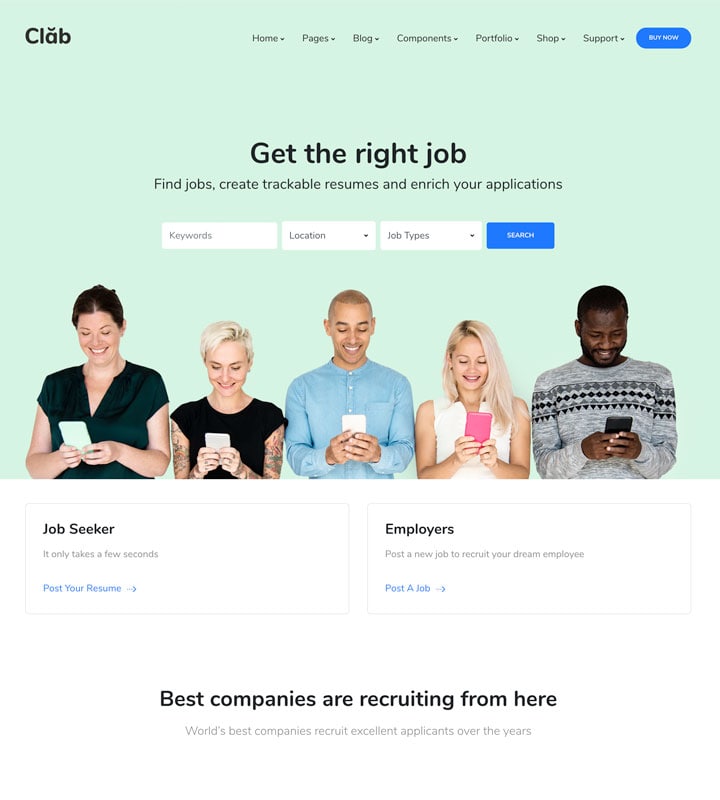 Clăb
Home
Pages
Blog
Components
Portfolio
Shop
Support
BUY NOW
Get the right job
Find jobs, create trackable resumes and enrich your applications
Keywords
Location
Job Types
SEARCH
Job Seeker
It only takes a few seconds
Post Your Resume
Employers
Post a new job to recruit your dream employee
Post A Job
Best companies are recruiting from here
World's best companies recruit excellent applicants over the years